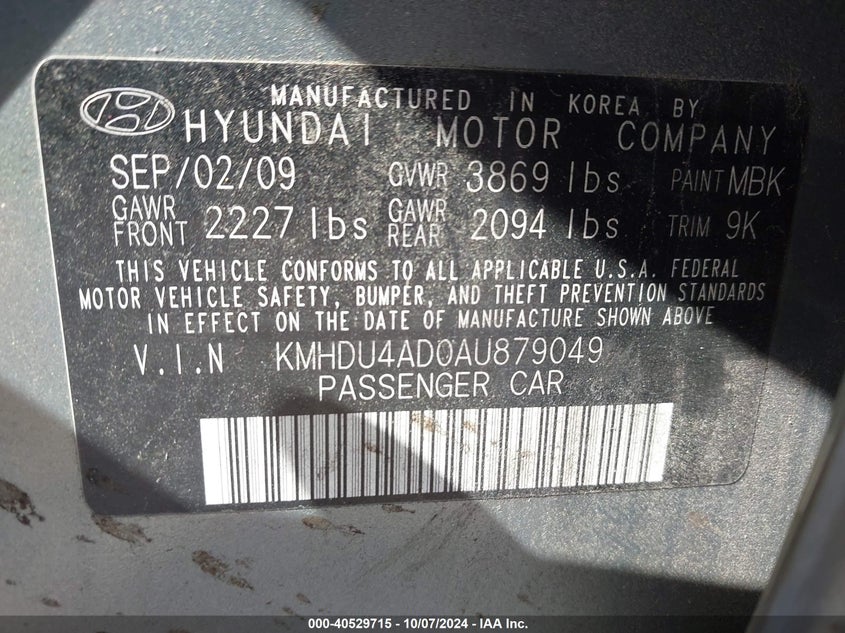 MANUFACTURED IN KOREA BY
HYUNDAI MOTOR COMPANY
SEP/02/09 GVWR 3869 lbs PAINT MBK
GAWR FRONT 2227 lbs GAWR REAR 2094 lbs TRIM 9K
THIS VEHICLE CONFORMS TO ALL APPLICABLE U.S.A. FEDERAL
MOTOR VEHICLE SAFETY, BUMPER, AND THEFT PREVENTION STANDARDS
IN EFFECT ON THE DATE OF MANUFACTURE SHOWN ABOVE
V.I.N KMHDU4AD0AU879049
PASSENGER CAR
000-40529715 - 10/07/2024 - IAA Inc.